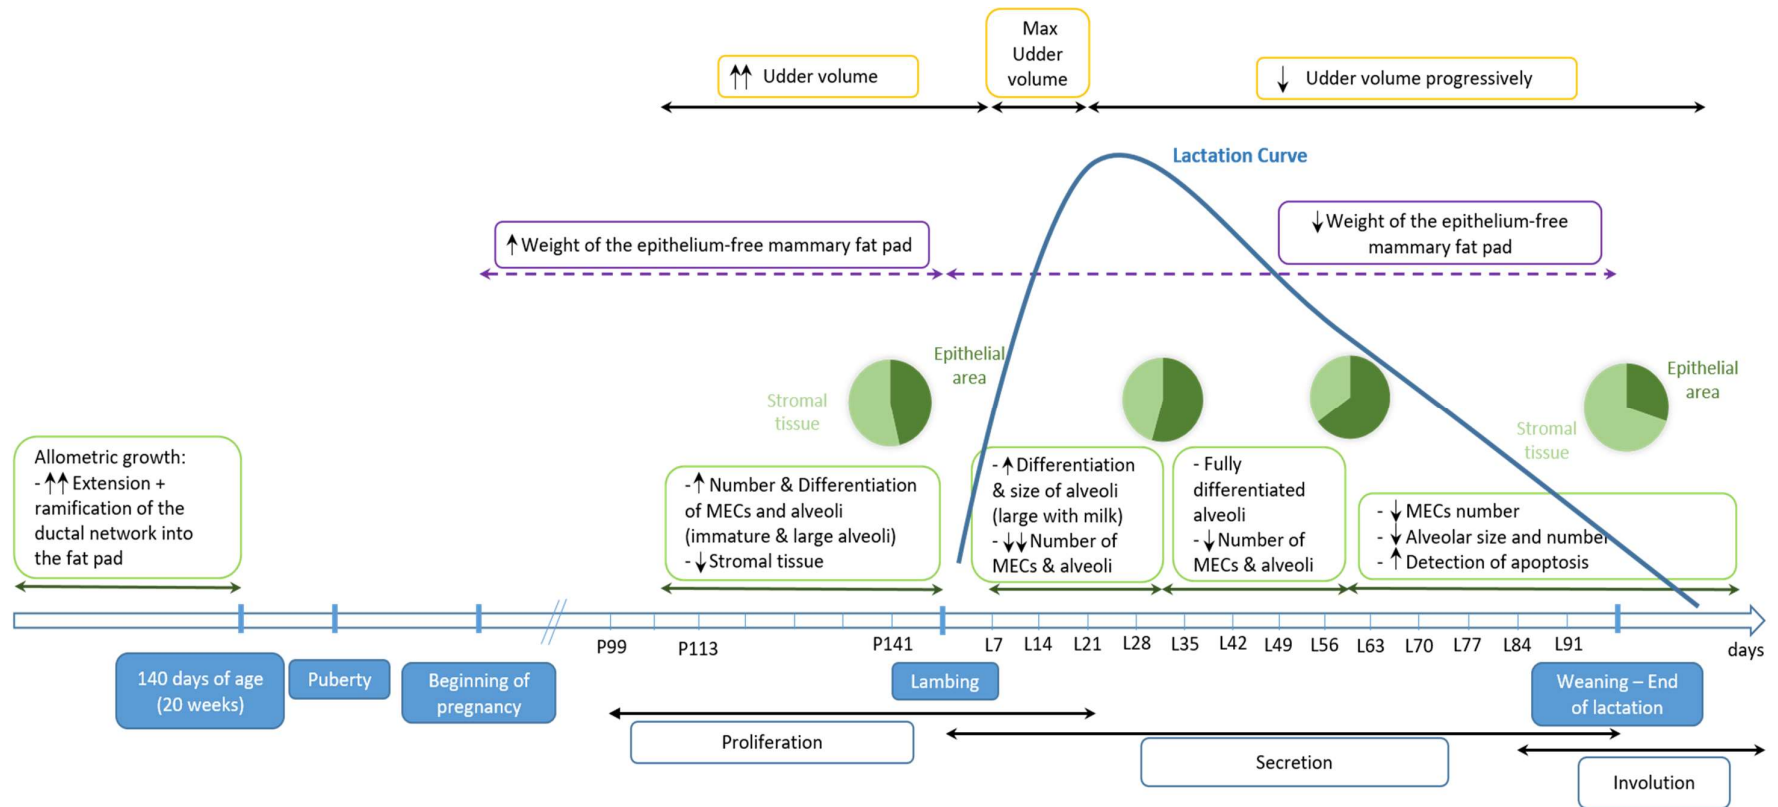 Max
Udder
volume
↑↑ Udder volume
↓ Udder volume progressively
Lactation Curve
↑Weight of the epithelium-free mammary fat pad
↓Weight of the epithelium-free
mammary fat pad
Epithelial
area
Stromal
tissue
Epithelial
area
Stromal
tissue
Allometric growth:
- ↑↑ Extension +
ramification of the
ductal network into
the fat pad
-↑ Number & Differentiation
of MECs and alveoli
(immature & large alveoli)
-↓Stromal tissue
-↑Differentiation
& size of alveoli
(large with milk)
-↓↓Number of
MECs & alveoli
- Fully
differentiated
alveoli
-↓Number of
MECs & alveoli
- ↓MECs number
- ↓Alveolar size and number
- ↑ Detection of apoptosis
P99
P113
P141
L7
L14
L21
L28
L35
L42
L49
L56
L63
L70
L77
L84
L91
days
140 days of age
(20 weeks)
Puberty
Beginning of
pregnancy
Lambing
Weaning – End
of lactation
Proliferation
Secretion
Involution